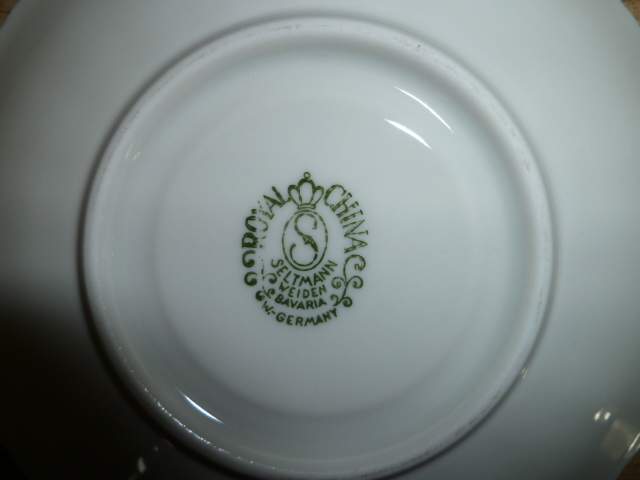 ROYAL CHINA
S
SELTMANN
WEIDEN
BAVARIA
W.-GERMANY